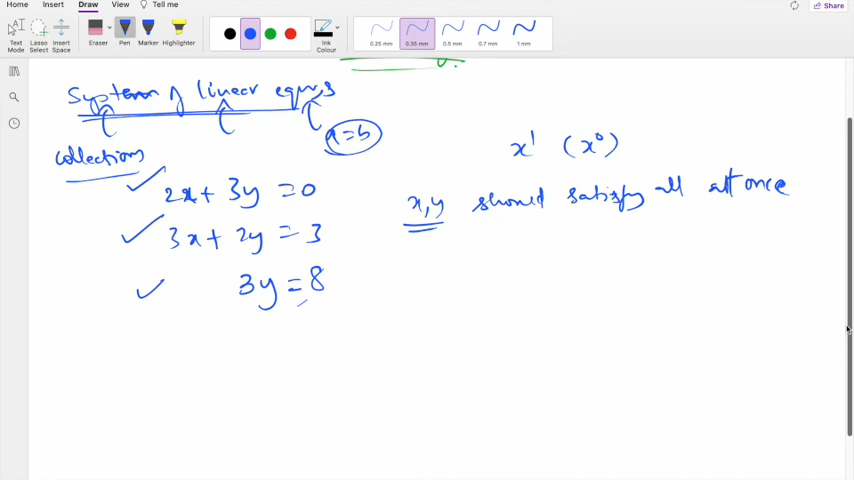 Home Insert Draw View Tell me
Share
Text Mode
Lasso Select
Insert Space
Eraser
Pen
Marker
Highlighter
Ink Colour
0.25 mm
0.35 mm
0.5 mm
0.7 mm
1 mm
System of linear equns
a=b
collections
x¹ (x⁰)
2x + 3y = 0
x,y should satisfy all at once
3x + 2y = 3
3y = 8